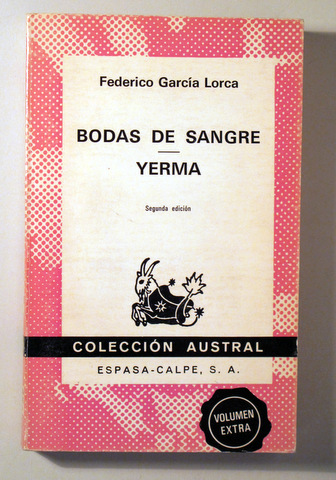 Federico García Lorca
BODAS DE SANGRE
YERMA
Segunda edición
COLECCIÓN AUSTRAL
ESPASA-CALPE, S. A.
VOLUMEN
EXTRA